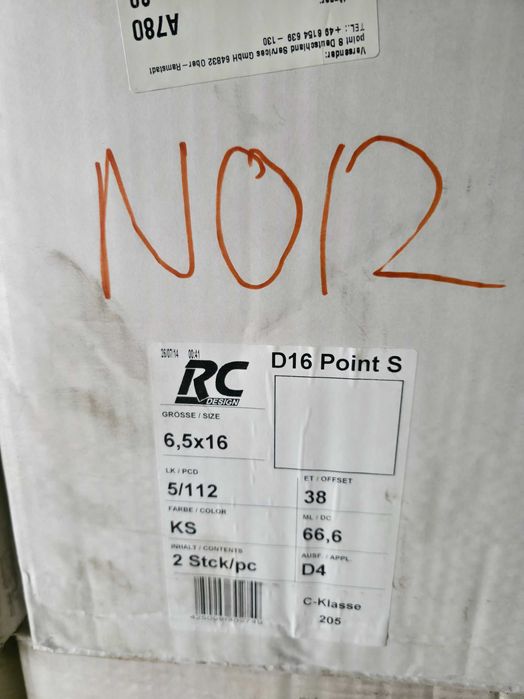 Versender:
point S Deutschland Services GmbH 64832 Ober-Ramstadt
TEL.: + 49 6154 639 - 130
A780
NO12
26/07/14 00:41
RC
DESIGN
D16 Point S
GRÖSSE / SIZE
6,5x16
LK / PCD
5/112
ET / OFFSET
38
FARBE / COLOR
KS
ML / DC
66,6
INHALT / CONTENTS
2 Stck/pc
AUSF. / APPL.
D4
C-Klasse
205